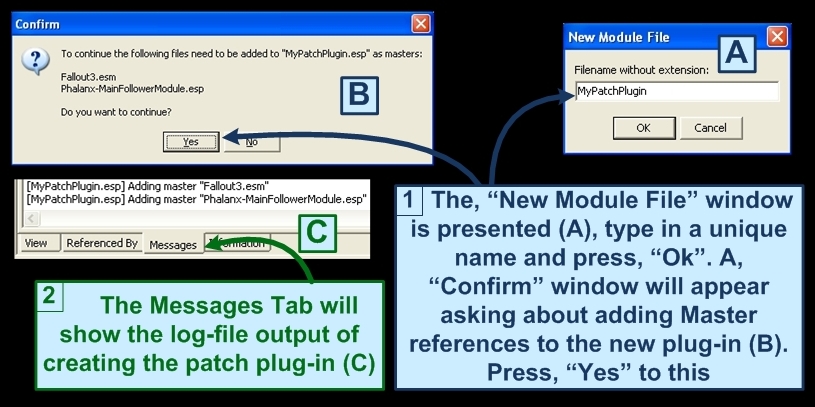 Confirm
To continue the following files need to be added to "MyPatchPlugin.esp" as masters:
Fallout3.esm
Phalanx-MainFollowerModule.esp
Do you want to continue?
Yes
No
B
New Module File
A
Filename without extension:
MyPatchPlugin
OK
Cancel
[MyPatchPlugin.esp] Adding master "Fallout3.esm"
[MyPatchPlugin.esp] Adding master "Phalanx-MainFollowerModule.esp"
View
Referenced By
Messages
Information
C
1 The, “New Module File” window
is presented (A), type in a unique
name and press, “Ok”. A,
“Confirm” window will appear
asking about adding Master
references to the new plug-in (B).
Press, “Yes” to this
2 The Messages Tab will
show the log-file output of
creating the patch plug-in (C)